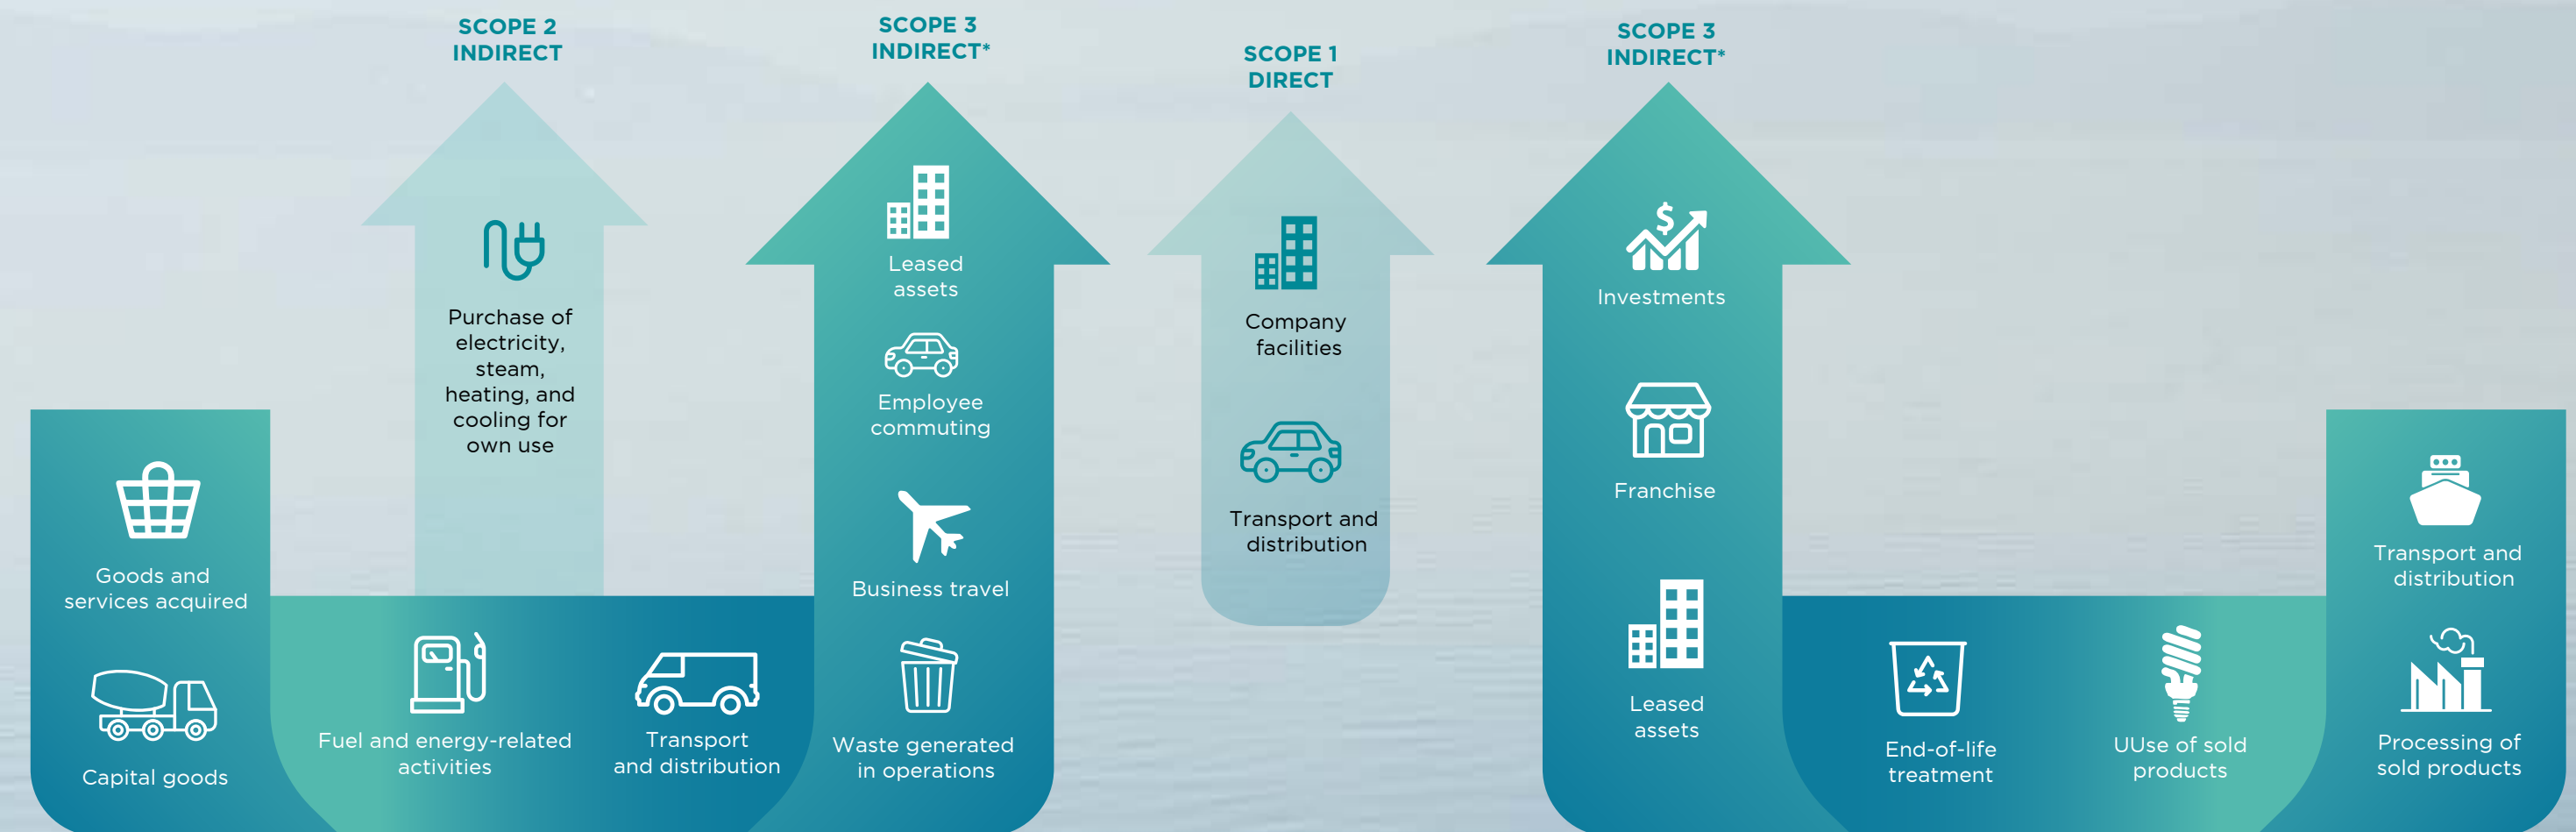 SCOPE 2
INDIRECT
Purchase of
electricity,
steam,
heating, and
cooling for
own use
SCOPE 3
INDIRECT*
Leased
assets
Employee
commuting
Business travel
Waste generated
in operations
Goods and
services acquired
Capital goods
Fuel and energy-related
activities
Transport
and distribution
SCOPE 1
DIRECT
Company
facilities
Transport and
distribution
SCOPE 3
INDIRECT*
$
Investments
Franchise
Leased
assets
End-of-life
treatment
UUse of sold
products
Transport and
distribution
Processing of
sold products